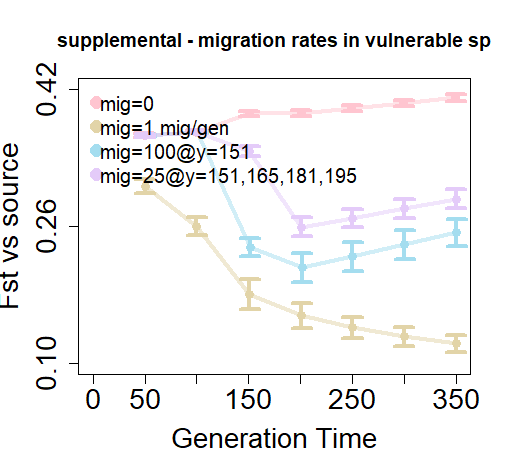 supplemental - migration rates in vulnerable sp
mig=0
mig=1 mig/gen
mig=100@y=151
mig=25@y=151,165,181,195
0.42
0.26
0.10
Fst vs source
0 50 150 250 350
Generation Time